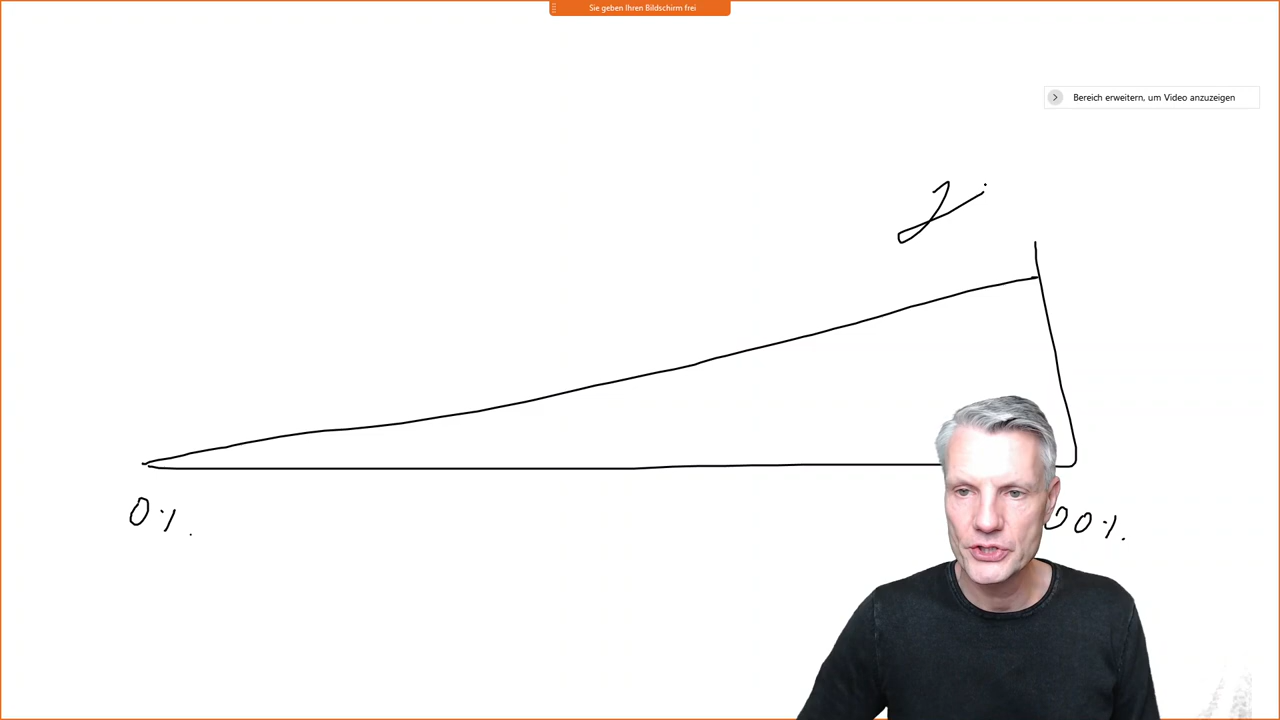 Sie geben Ihren Bildschirm frei
Bereich erweitern, um Video anzuzeigen
0%
00%